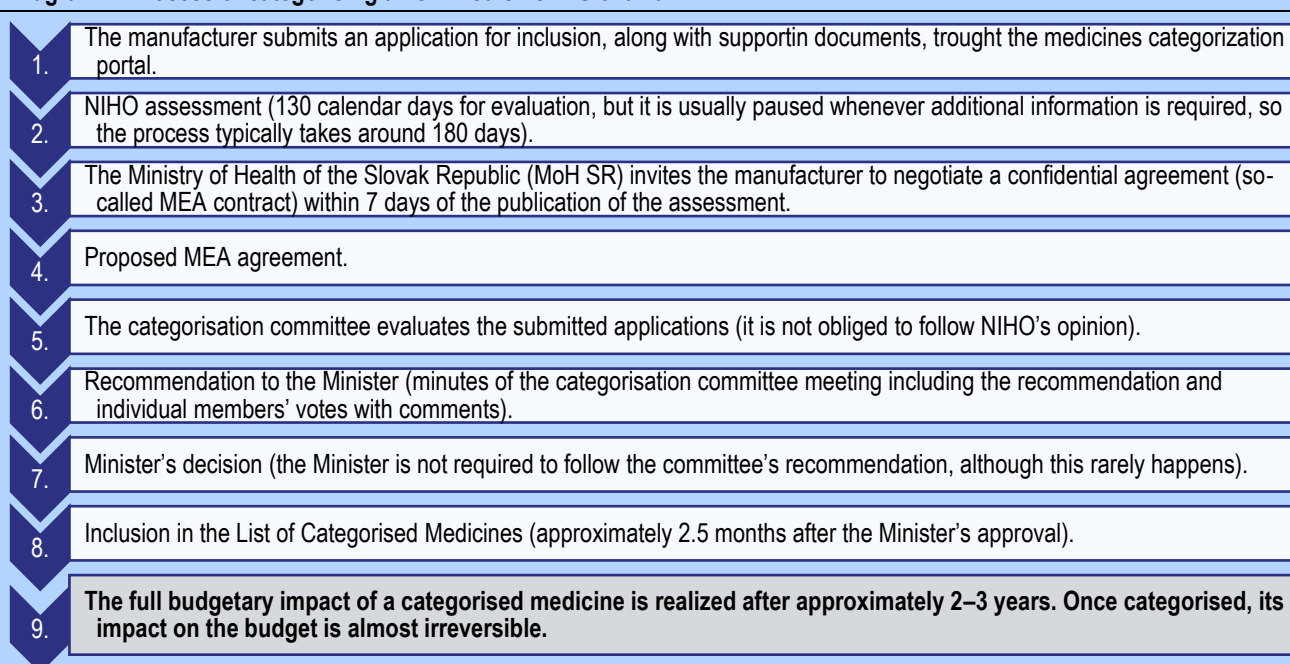 1.
The manufacturer submits an application for inclusion, along with supportin documents, trought the medicines categorization
portal.
2.
NIHO assessment (130 calendar days for evaluation, but it is usually paused whenever additional information is required, so
the process typically takes around 180 days).
3.
The Ministry of Health of the Slovak Republic (MoH SR) invites the manufacturer to negotiate a confidential agreement (so-
called MEA contract) within 7 days of the publication of the assessment.
4.
Proposed MEA agreement.
5.
The categorisation committee evaluates the submitted applications (it is not obliged to follow NIHO's opinion).
6.
Recommendation to the Minister (minutes of the categorisation committee meeting including the recommendation and
individual members' votes with comments).
7.
Minister's decision (the Minister is not required to follow the committee's recommendation, although this rarely happens).
8.
Inclusion in the List of Categorised Medicines (approximately 2.5 months after the Minister's approval).
9.
The full budgetary impact of a categorised medicine is realized after approximately 2–3 years. Once categorised, its
impact on the budget is almost irreversible.